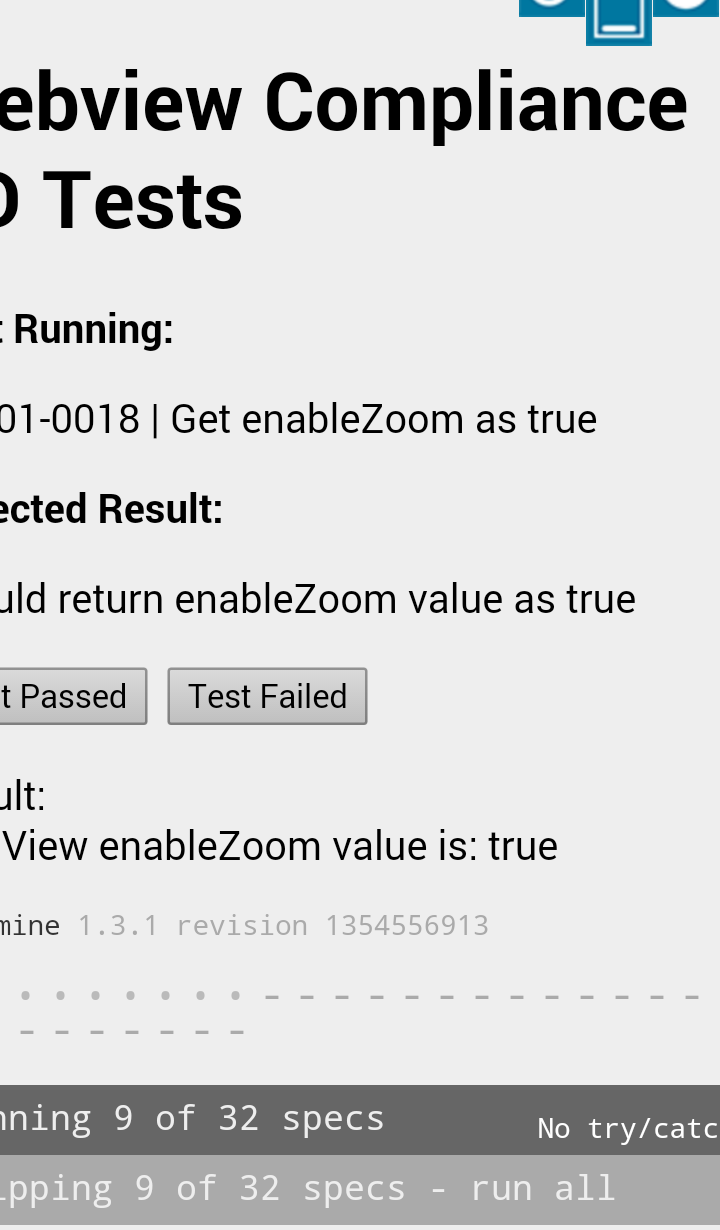 ebview Compliance
D Tests
t Running:
01-0018 | Get enableZoom as true
ected Result:
uld return enableZoom value as true
t Passed Test Failed
ult:
View enableZoom value is: true
mine 1.3.1 revision 1354556913
nning 9 of 32 specs No try/catc
ipping 9 of 32 specs - run all